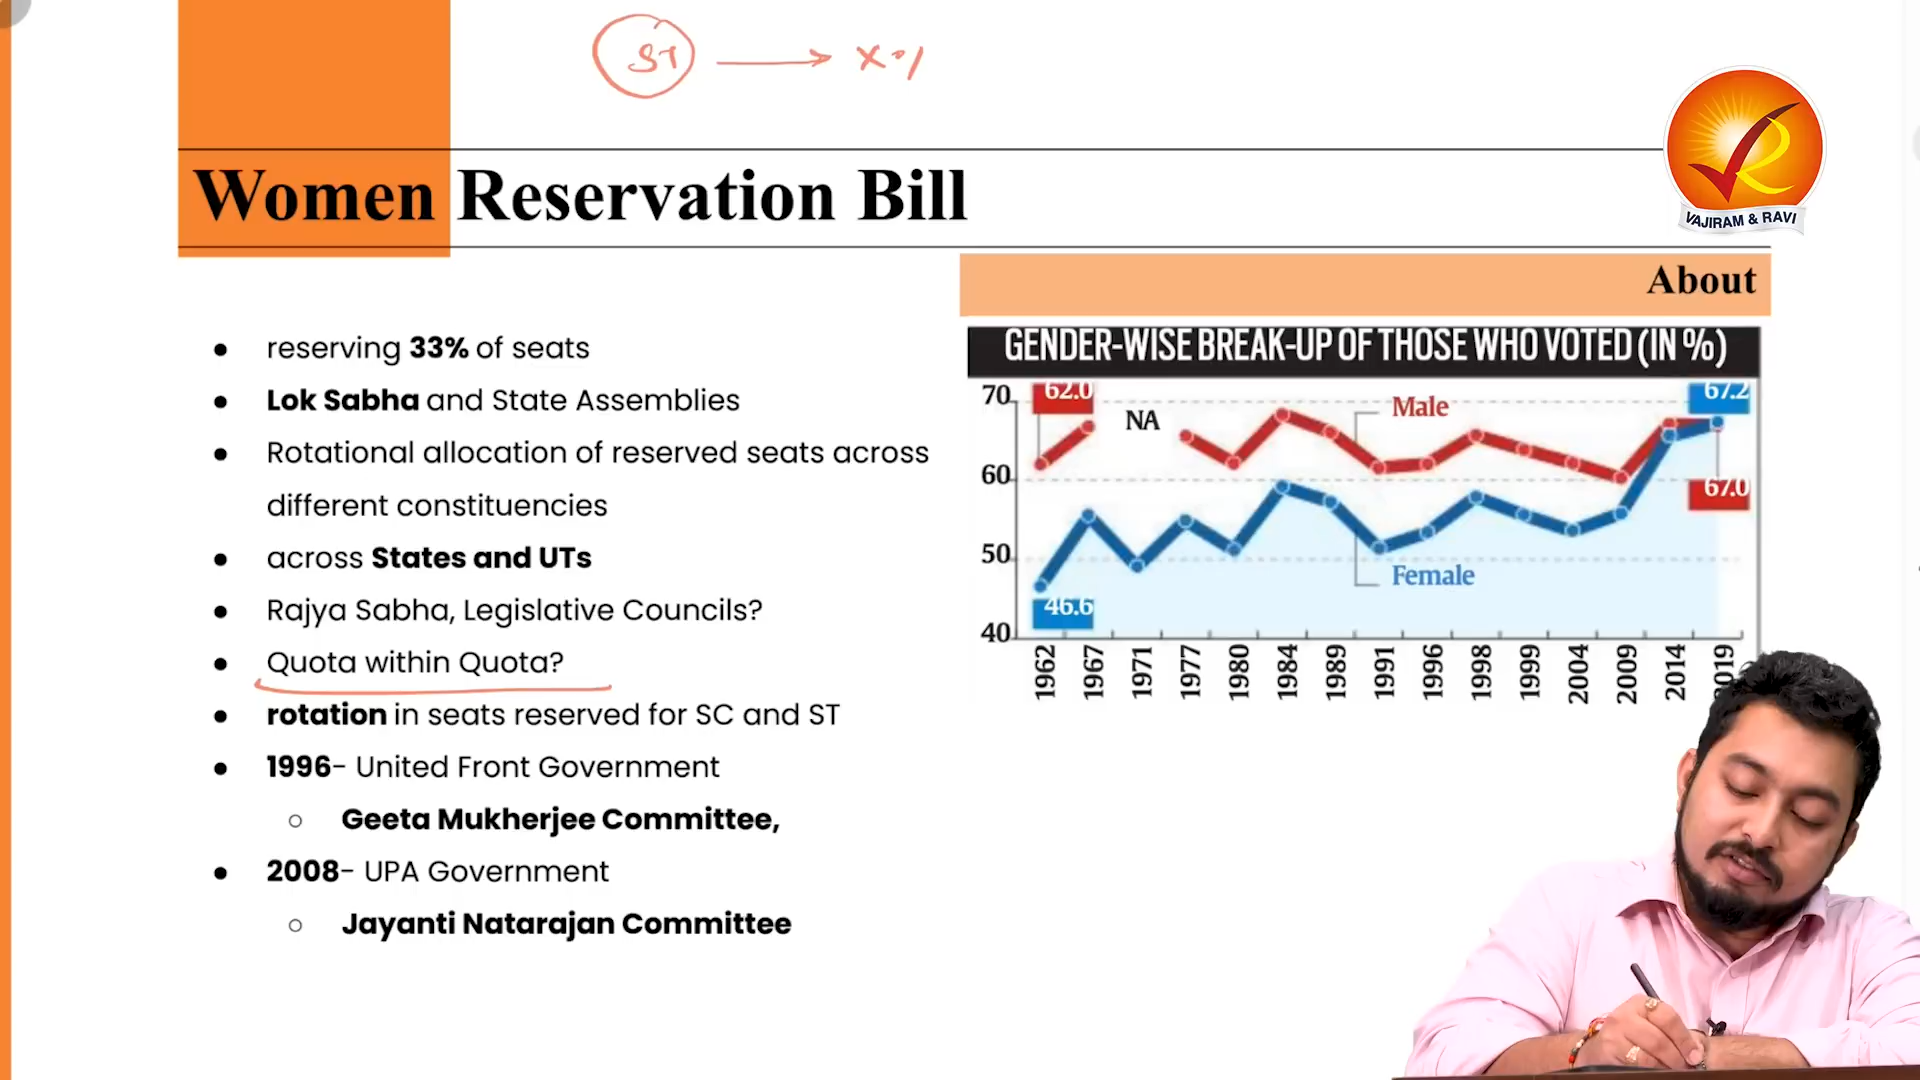 ST → X%
VAJIRAM & RAVI
Women Reservation Bill
About
● reserving 33% of seats
● Lok Sabha and State Assemblies
● Rotational allocation of reserved seats across
different constituencies
● across States and UTs
● Rajya Sabha, Legislative Councils?
● Quota within Quota?
● rotation in seats reserved for SC and ST
● 1996- United Front Government
○ Geeta Mukherjee Committee,
● 2008- UPA Government
○ Jayanti Natarajan Committee
GENDER-WISE BREAK-UP OF THOSE WHO VOTED (IN %)
70
62.0
NA
Male
67.2
60
67.0
50
Female
46.6
40
1962 1967 1971 1977 1980 1984 1989 1991 1996 1998 1999 2004 2009 2014 2019